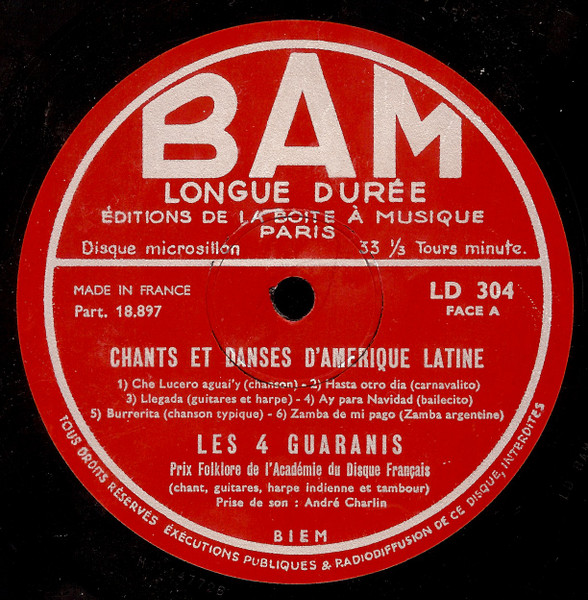 BAM
LONGUE DURÉE
ÉDITIONS DE LA BOITE À MUSIQUE
PARIS
Disque microsillon 33 ⅓ Tours minute.
MADE IN FRANCE
Part. 18.897
LD 304
FACE A
CHANTS ET DANSES D'AMERIQUE LATINE
1) Che Lucero aguai'y (chanson) - 2) Hasta otro dia (carnavalito)
3) Llegada (guitares et harpe) - 4) Ay para Navidad (bailecito)
5) Burrerita (chanson typique) - 6) Zamba de mi pago (Zamba argentine)
LES 4 GUARANIS
Prix Folklore de l'Académie du Disque Français
(chant, guitares, harpe indienne et tambour)
Prise de son : André Charlin
BIEM
TOUS DROITS RÉSERVÉS EXÉCUTIONS PUBLIQUES & RADIODIFFUSION DE CE DISQUE, INTERDITES